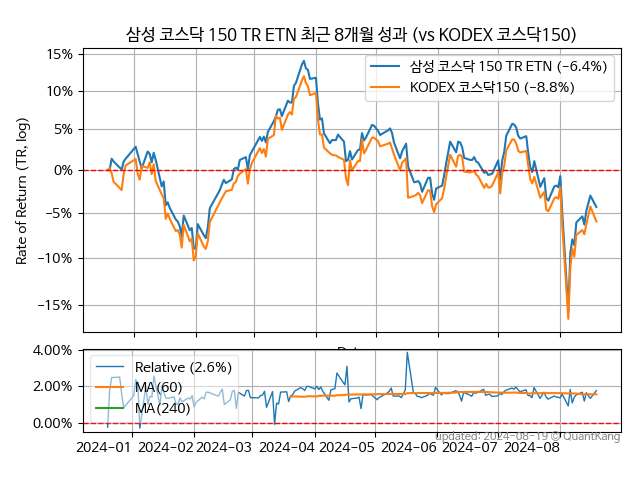 삼성 코스닥 150 TR ETN 최근 8개월 성과 (vs KODEX 코스닥150)
Rate of Return (TR, log)
15%
10%
5%
0%
−5%
−10%
−15%
삼성 코스닥 150 TR ETN (−6.4%)
KODEX 코스닥150 (−8.8%)
4.00%
2.00%
0.00%
Relative (2.6%)
MA(60)
MA(240)
2024-01 2024-02 2024-03 2024-04 2024-05 2024-06 2024-07 2024-08
updated: 2024-08-19 © QuantKang